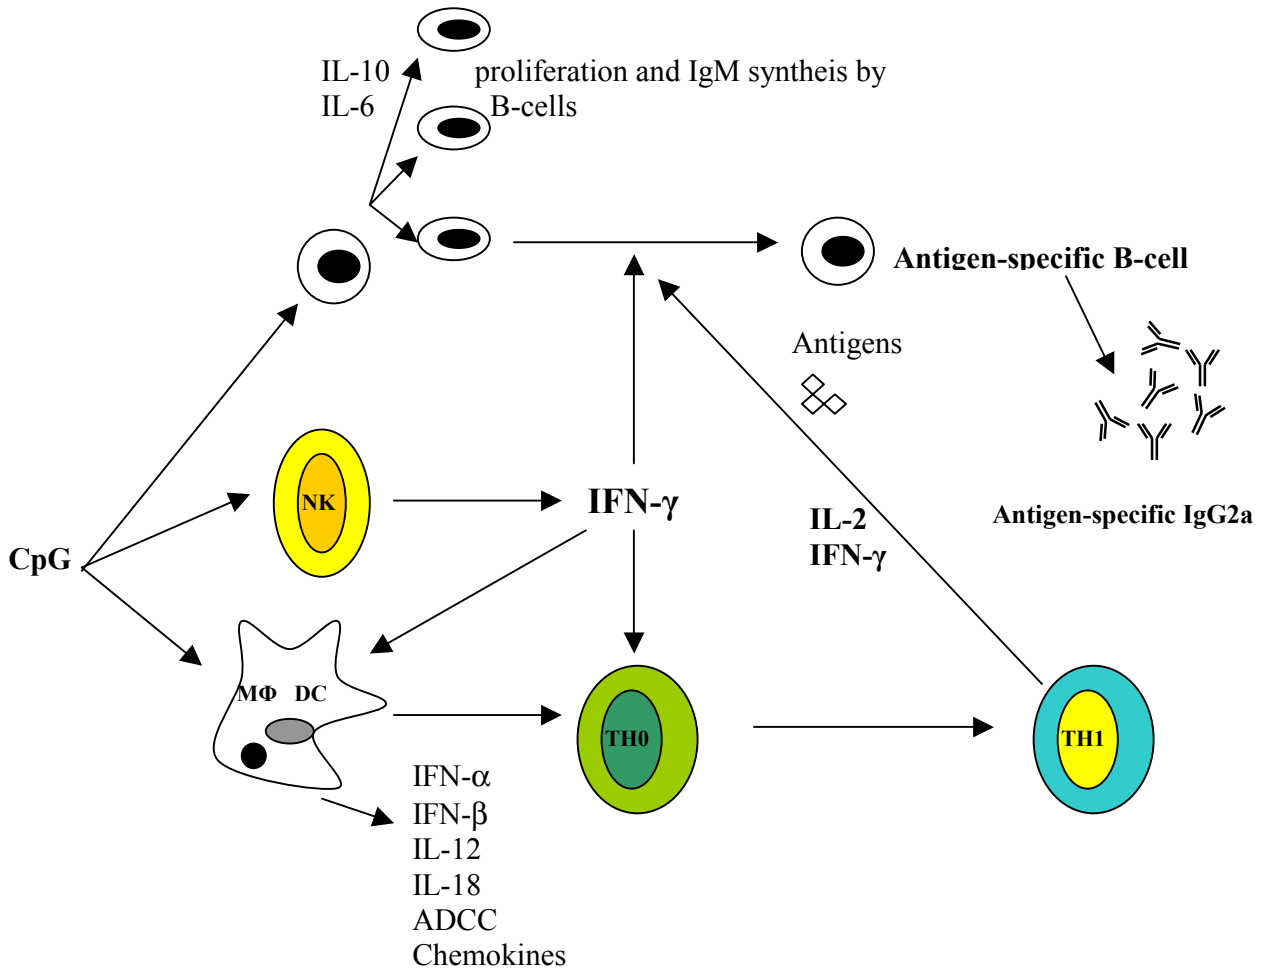 IL-10 proliferation and IgM syntheis by
IL-6 B-cells
Antigen-specific B-cell
Antigens
NK
IFN-γ
IL-2
IFN-γ
Antigen-specific IgG2a
CpG
MΦ DC
TH0
TH1
IFN-α
IFN-β
IL-12
IL-18
ADCC
Chemokines